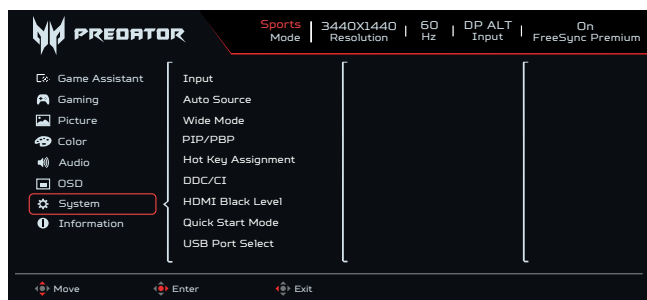 PREDATOR
Sports Mode
3440X1440 Resolution
60 Hz
DP ALT Input
On FreeSync Premium
Game Assistant
Gaming
Picture
Color
Audio
OSD
System
Information
Input
Auto Source
Wide Mode
PIP/PBP
Hot Key Assignment
DDC/CI
HDMI Black Level
Quick Start Mode
USB Port Select
Move
Enter
Exit